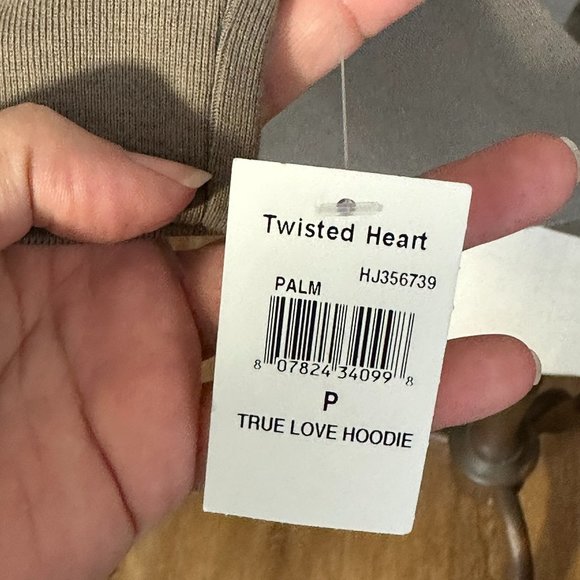 Twisted Heart
HJ356739
PALM
8 07824 34099 8
P
TRUE LOVE HOODIE